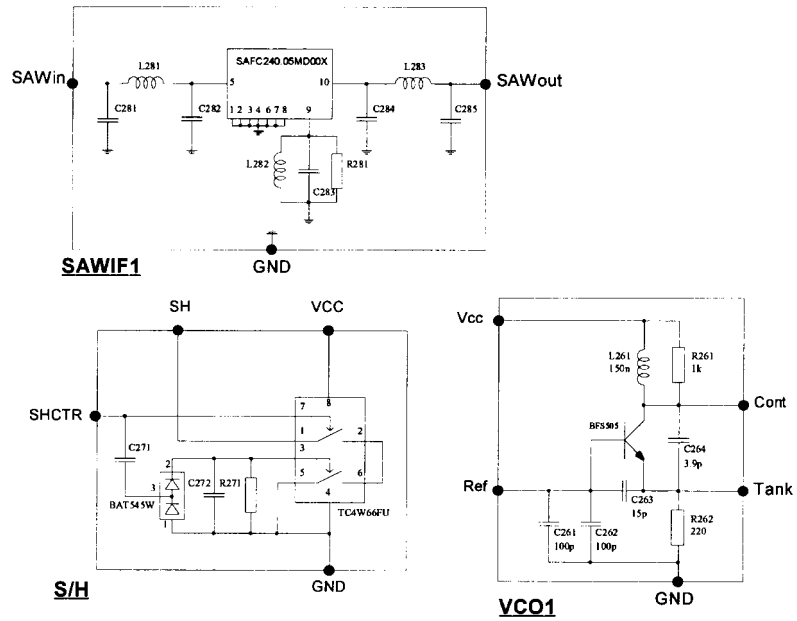 L281
L283
SAFC240.05MD00X
SAWin
5
10
SAWout
C281
C282
1 2 3 4 6 7 8
9
C284
C285
L282
R281
C283
SAWIF1
GND
SH
VCC
Vcc
L261
150n
R261
1k
7
8
SHCTR
Cont
1
2
BFS505
C271
3
C264
3.9p
2
5
6
3
C272
R271
4
Ref
C263
15p
Tank
BAT545W
1
TC4W66FU
C261
100p
C262
100p
R262
220
S/H
GND
VCO1
GND